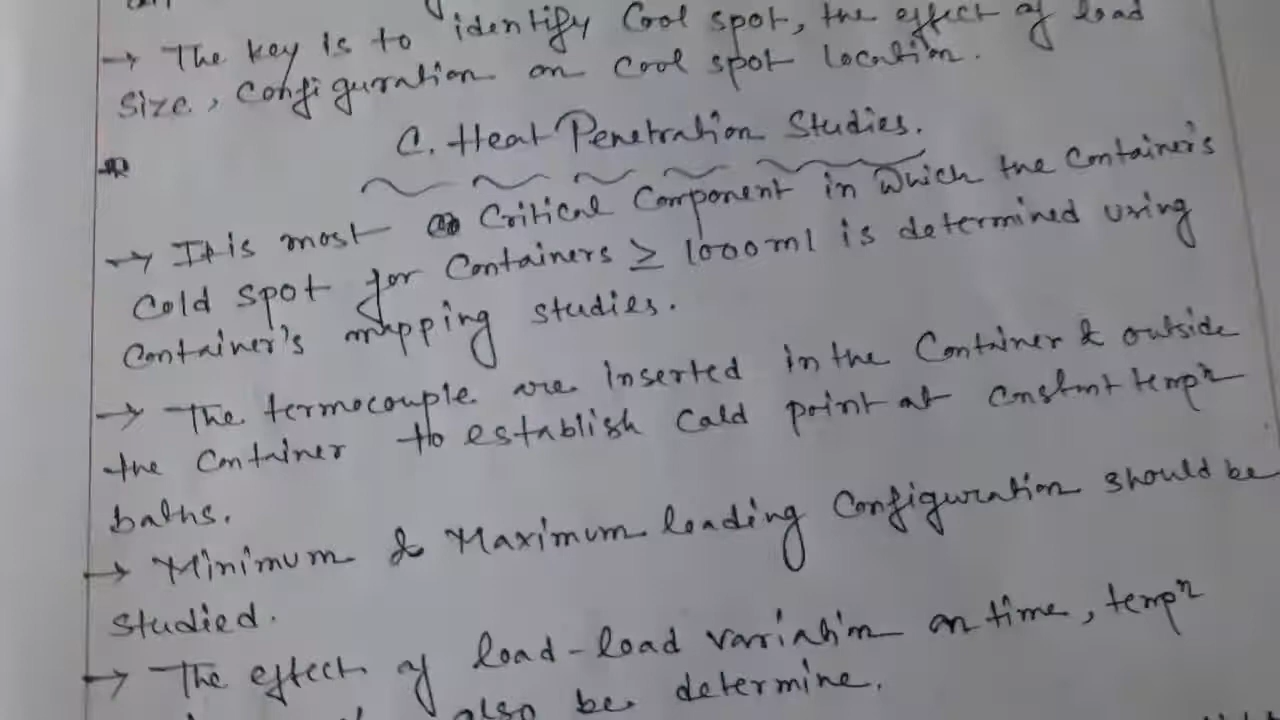 → The key is to identify Cool spot, the effect of load
size, configuration on cool spot location.
C. Heat Penetration Studies.
→ It is most Critical Component in which the Container's
Cold spot for Containers ≥ 1000ml is determined using
Container's mapping studies.
→ The termocouple are inserted in the Container & outside
the Container to establish Cald point at constant tempr
baths.
→ Minimum & Maximum loading Configuration should be
studied.
→ The effect of load-load variation on time, tempr
also be determine.